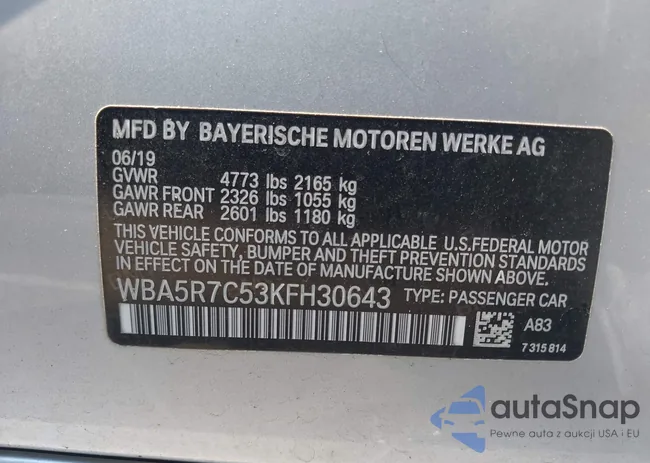 MFD BY BAYERISCHE MOTOREN WERKE AG
06/19
GVWR 4773 lbs 2165 kg
GAWR FRONT 2326 lbs 1055 kg
GAWR REAR 2601 lbs 1180 kg
THIS VEHICLE CONFORMS TO ALL APPLICABLE U.S.FEDERAL MOTOR
VEHICLE SAFETY, BUMPER AND THEFT PREVENTION STANDARDS
IN EFFECT ON THE DATE OF MANUFACTURE SHOWN ABOVE.
WBA5R7C53KFH30643 TYPE: PASSENGER CAR
A83
7 315 814
autaSnap
Pewne auta z aukcji USA i EU